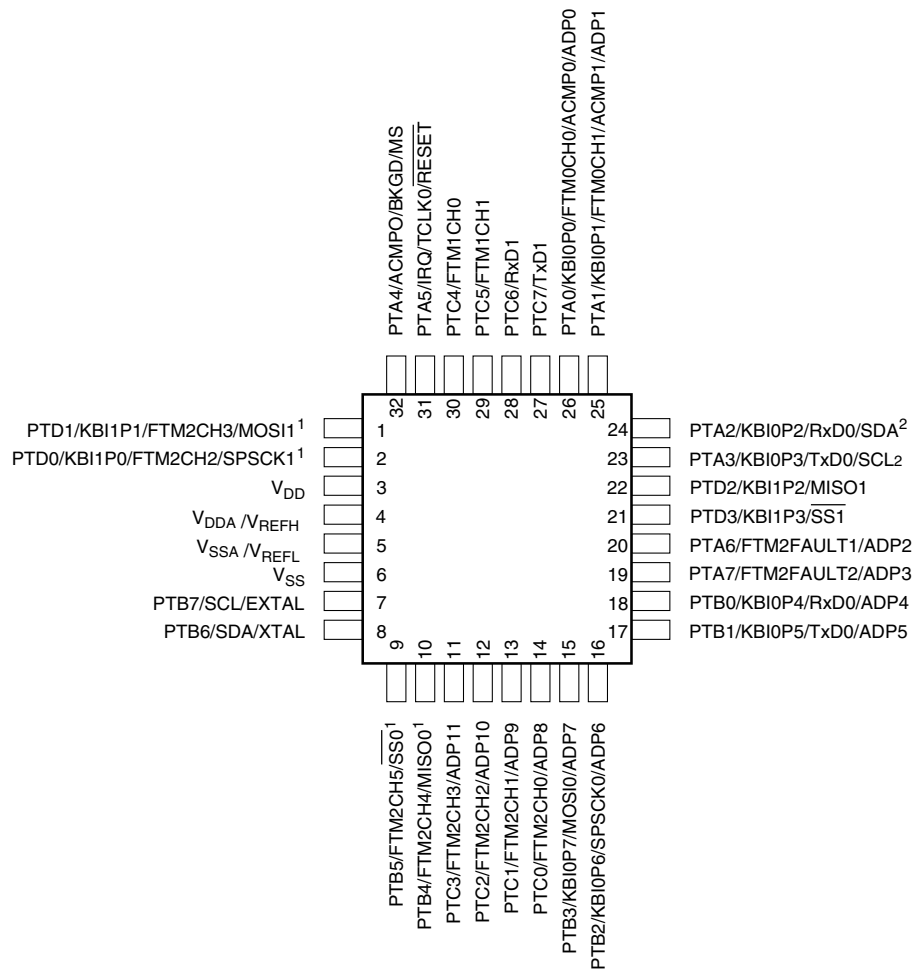 PTA4/ACMPO/BKGD/MS
PTA5/IRQ/TCLK0/RESET
PTC4/FTM1CH0
PTC5/FTM1CH1
PTC6/RxD1
PTC7/TxD1
PTA0/KBI0P0/FTM0CH0/ACMP0/ADP0
PTA1/KBI0P1/FTM0CH1/ACMP1/ADP1
32
31
30
29
28
27
26
25
PTD1/KBI1P1/FTM2CH3/MOSI1¹ 1
PTD0/KBI1P0/FTM2CH2/SPSCK1¹ 2
VDD 3
VDDA /VREFH 4
VSSA /VREFL 5
VSS 6
PTB7/SCL/EXTAL 7
PTB6/SDA/XTAL 8
24 PTA2/KBI0P2/RxD0/SDA²
23 PTA3/KBI0P3/TxD0/SCL2
22 PTD2/KBI1P2/MISO1
21 PTD3/KBI1P3/SS1
20 PTA6/FTM2FAULT1/ADP2
19 PTA7/FTM2FAULT2/ADP3
18 PTB0/KBI0P4/RxD0/ADP4
17 PTB1/KBI0P5/TxD0/ADP5
9
10
11
12
13
14
15
16
PTB5/FTM2CH5/SS0¹
PTB4/FTM2CH4/MISO0¹
PTC3/FTM2CH3/ADP11
PTC2/FTM2CH2/ADP10
PTC1/FTM2CH1/ADP9
PTC0/FTM2CH0/ADP8
PTB3/KBI0P7/MOSI0/ADP7
PTB2/KBI0P6/SPSCK0/ADP6